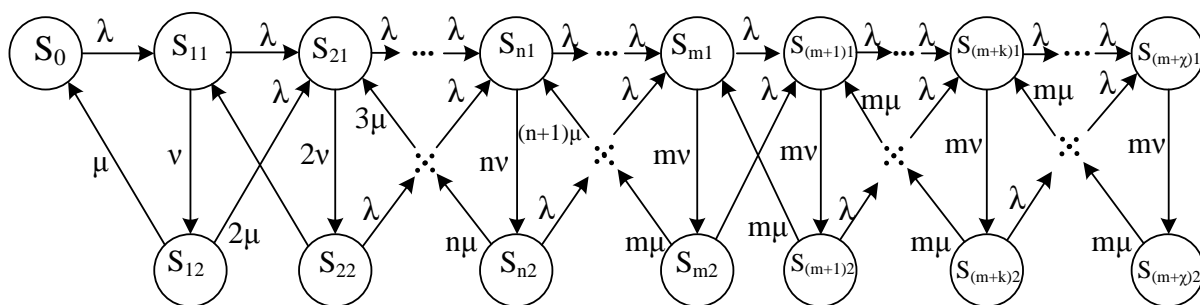 λ λ λ ... λ λ ... λ λ λ ... λ λ ... λ
S0 S11 S21 Sn1 Sm1 S(m+1)1 S(m+k)1 S(m+χ)1
λ 3μ λ (n+1)μ λ λ mμ λ mμ λ
μ ν 2ν nν mν mν mν mν
2μ λ nμ λ mμ mμ λ mμ λ mμ
S12 S22 Sn2 Sm2 S(m+1)2 S(m+k)2 S(m+χ)2